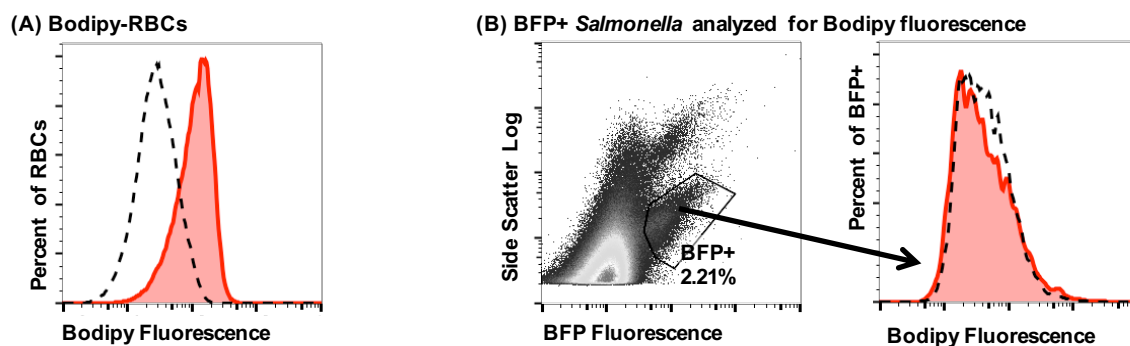 (A) Bodipy-RBCs
Percent of RBCs
Bodipy Fluorescence
(B) BFP+ Salmonella analyzed for Bodipy fluorescence
Side Scatter Log
BFP+
2.21%
BFP Fluorescence
Percent of BFP+
Bodipy Fluorescence